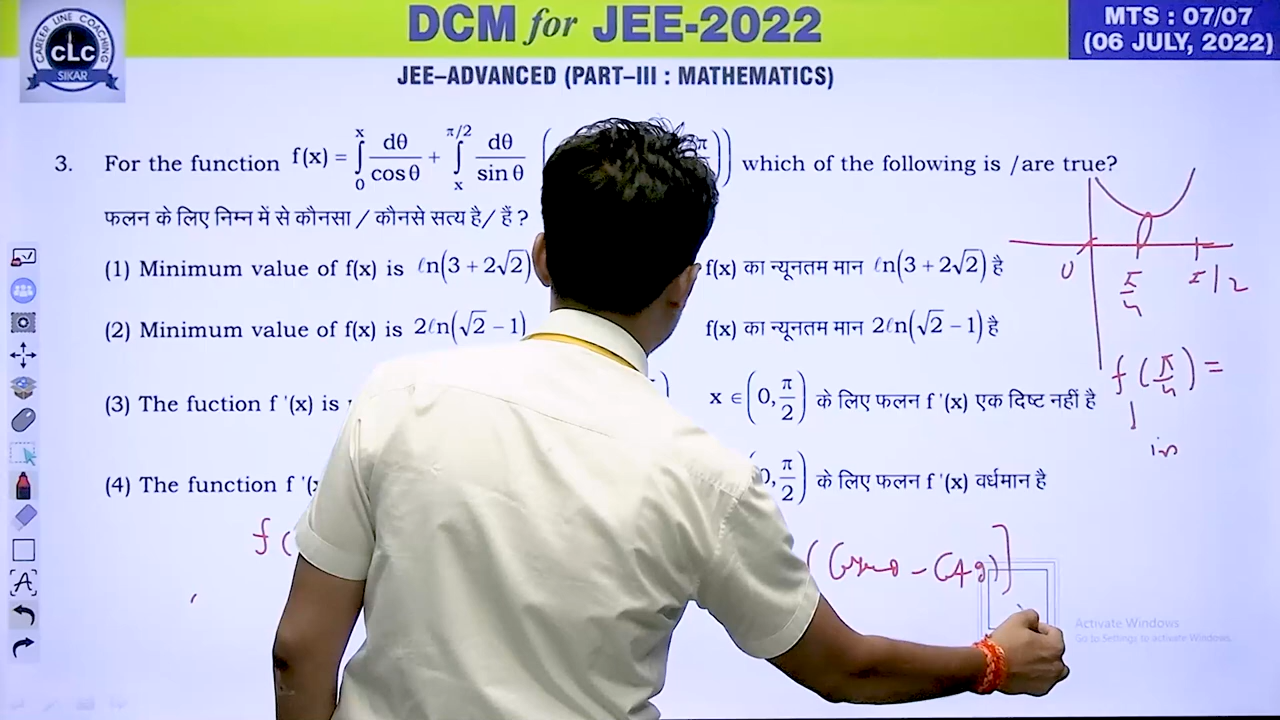 CAREER LINE COACHING
CLC
SIKAR
DCM for JEE-2022
MTS : 07/07
(06 JULY, 2022)
JEE–ADVANCED (PART–III : MATHEMATICS)
3. For the function f(x) = ∫₀ˣ dθ/cos θ + ∫ₓ^(π/2) dθ/sin θ which of the following is /are true?
फलन के लिए निम्न में से कौनसा / कौनसे सत्य है/ हैं ?
(1) Minimum value of f(x) is ℓn(3 + 2√2) f(x) का न्यूनतम मान ℓn(3 + 2√2) है
(2) Minimum value of f(x) is 2ℓn(√2 – 1) f(x) का न्यूनतम मान 2ℓn(√2 – 1) है
(3) The fuction f '(x) is x ∈ (0, π/2) के लिए फलन f '(x) एक दिष्ट नहीं है
(4) The function f ' 0, π/2) के लिए फलन f '(x) वर्धमान है
0 π/4 π/2
f(π/4) =
f(
Activate Windows
Go to Settings to activate Windows.